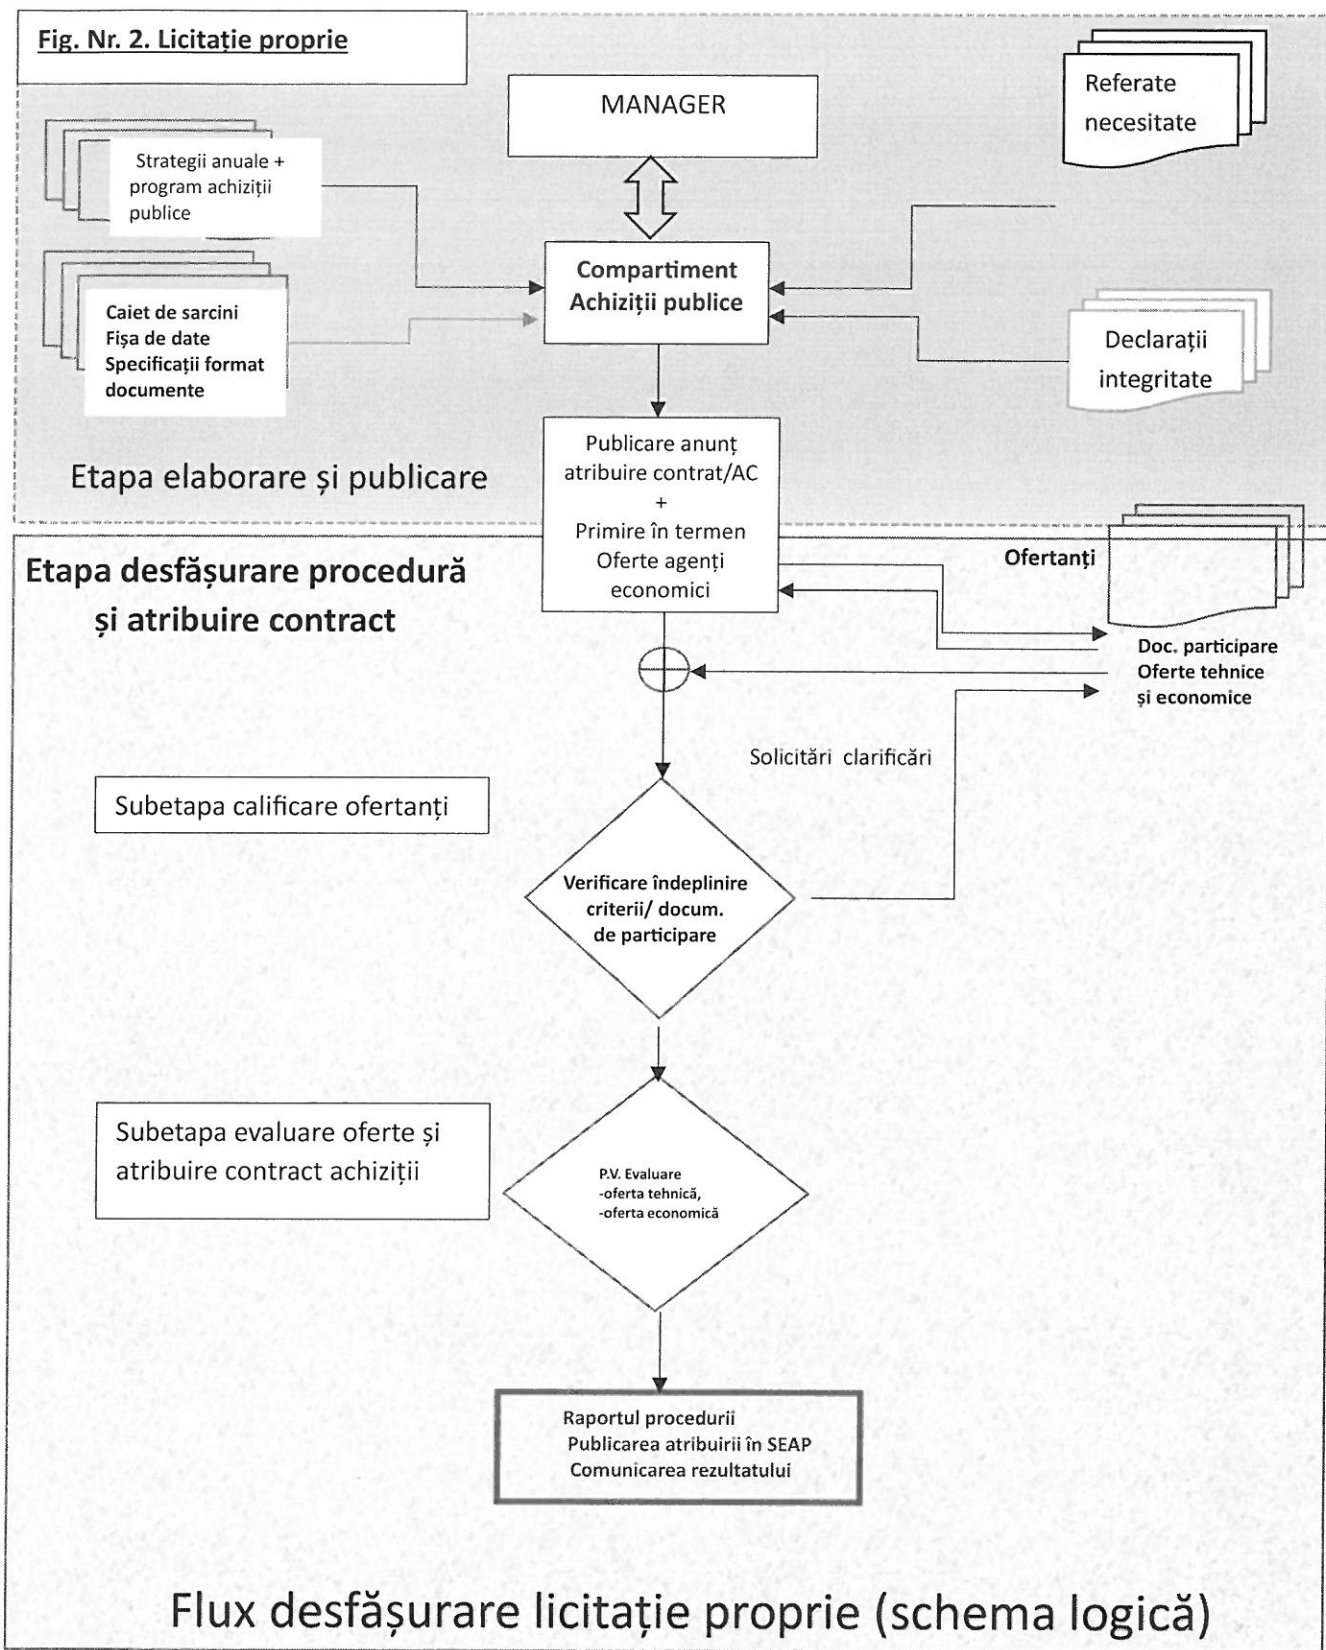 Fig. Nr. 2. Licitație proprie
MANAGER
Referate
necesitate
Strategii anuale +
program achiziții
publice
Compartiment
Achiziții publice
Caiet de sarcini
Fișa de date
Specificații format
documente
Declarații
integritate
Publicare anunț
atribuire contrat/AC
+
Primire în termen
Oferte agenți
economici
Etapa elaborare și publicare
Etapa desfășurare procedură
și atribuire contract
Ofertanți
Doc. participare
Oferte tehnice
și economice
Solicitări clarificări
Subetapa calificare ofertanți
Verificare îndeplinire
criterii/ docum.
de participare
Subetapa evaluare oferte și
atribuire contract achiziții
P.V. Evaluare
-oferta tehnică,
-oferta economică
Raportul procedurii
Publicarea atribuirii în SEAP
Comunicarea rezultatului
Flux desfășurare licitație proprie (schema logică)